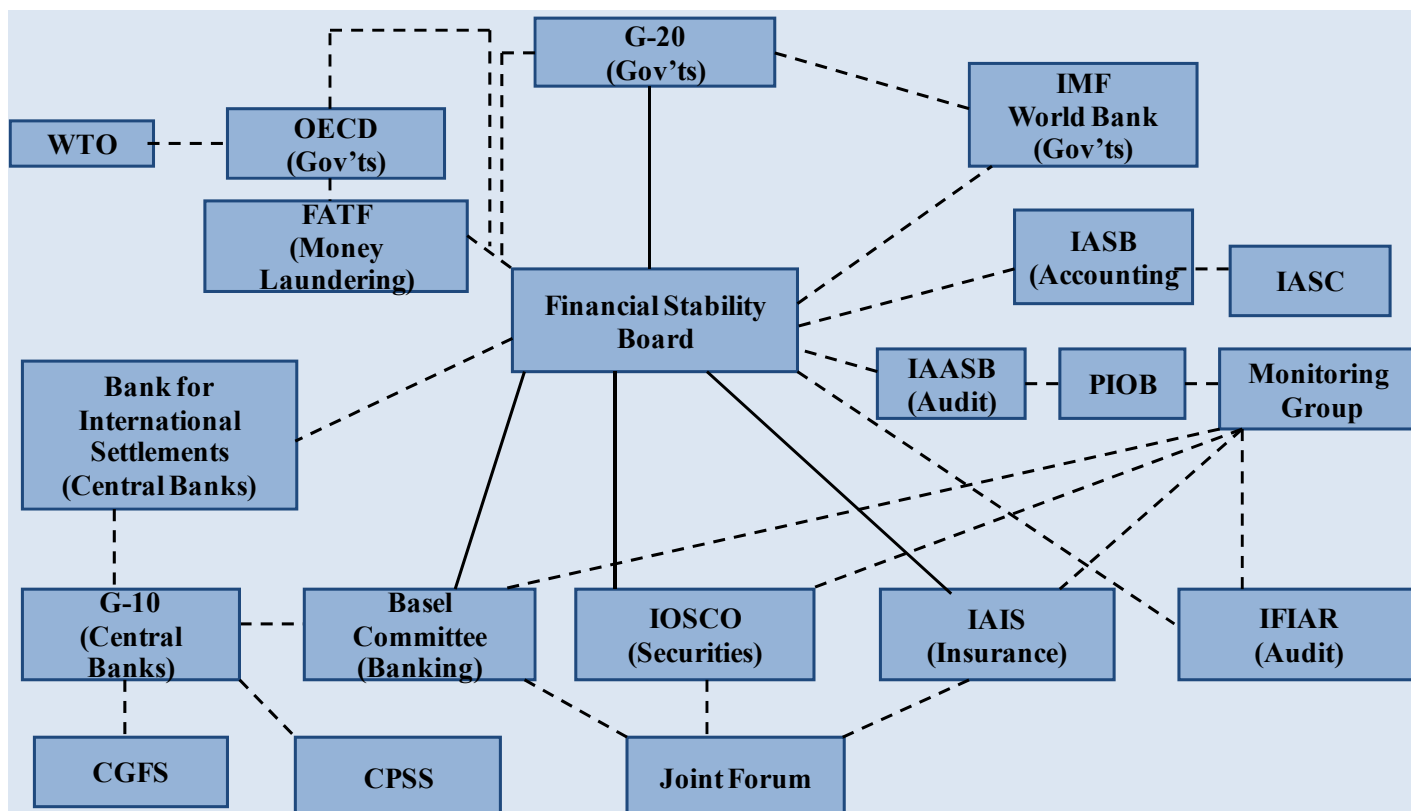 G-20
(Gov’ts)
IMF
World Bank
(Gov’ts)
WTO
OECD
(Gov’ts)
FATF
(Money
Laundering)
IASB
(Accounting
IASC
Financial Stability
Board
Bank for
International
Settlements
(Central Banks)
IAASB
(Audit)
PIOB
Monitoring
Group
G-10
(Central
Banks)
Basel
Committee
(Banking)
IOSCO
(Securities)
IAIS
(Insurance)
IFIAR
(Audit)
CGFS
CPSS
Joint Forum